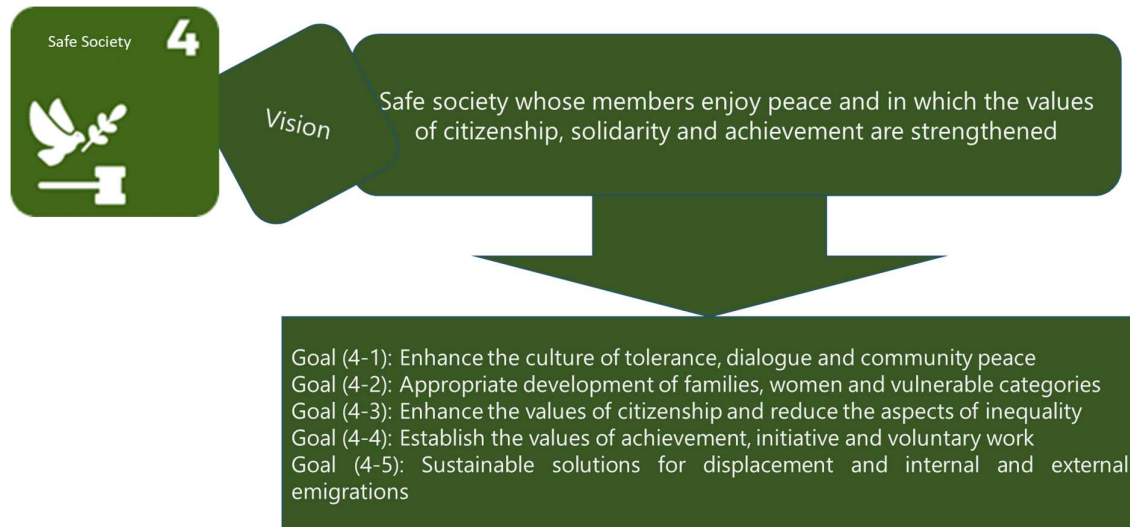 Safe Society 4
Vision
Safe society whose members enjoy peace and in which the values
of citizenship, solidarity and achievement are strengthened
Goal (4-1): Enhance the culture of tolerance, dialogue and community peace
Goal (4-2): Appropriate development of families, women and vulnerable categories
Goal (4-3): Enhance the values of citizenship and reduce the aspects of inequality
Goal (4-4): Establish the values of achievement, initiative and voluntary work
Goal (4-5): Sustainable solutions for displacement and internal and external
emigrations